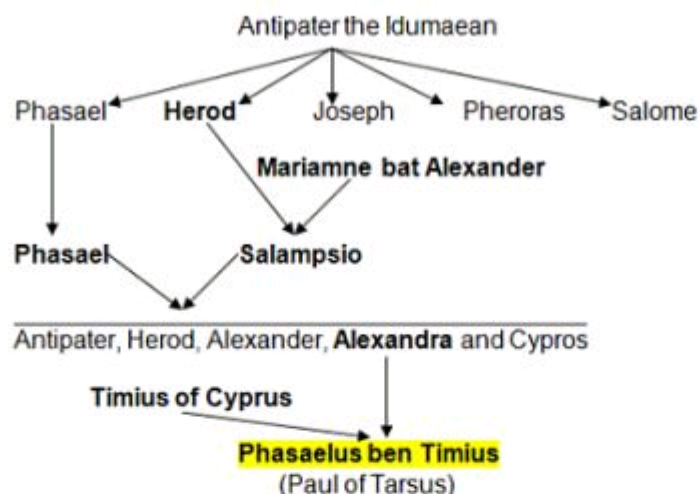 Antipater the Idumaean
Phasael Herod Joseph Pheroras Salome
Mariamne bat Alexander
Phasael Salampsio
Antipater, Herod, Alexander, Alexandra and Cypros
Timius of Cyprus
Phasaelus ben Timius
(Paul of Tarsus)